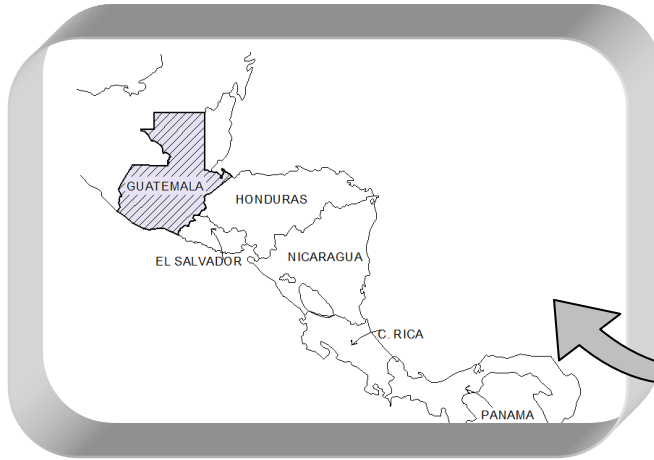 GUATEMALA
HONDURAS
EL SALVADOR
NICARAGUA
C. RICA
PANAMA